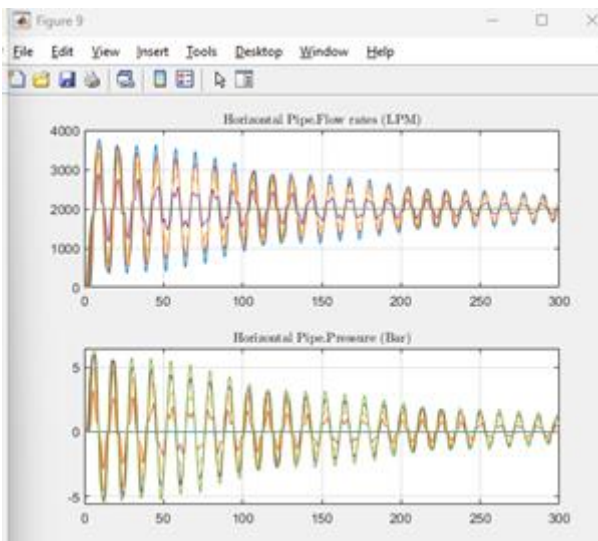 Figure 9
File Edit View Insert Tools Desktop Window Help
Horizontal Pipe.Flow rates (LPM)
4000
3000
2000
1000
0
0 50 100 150 200 250 300
Horizontal Pipe.Pressure (Bar)
5
0
-5
0 50 100 150 200 250 300